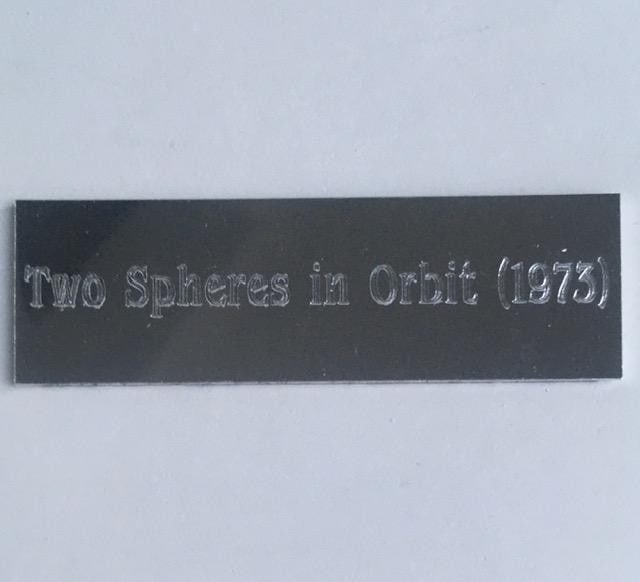 Two Spheres in Orbit (1973)